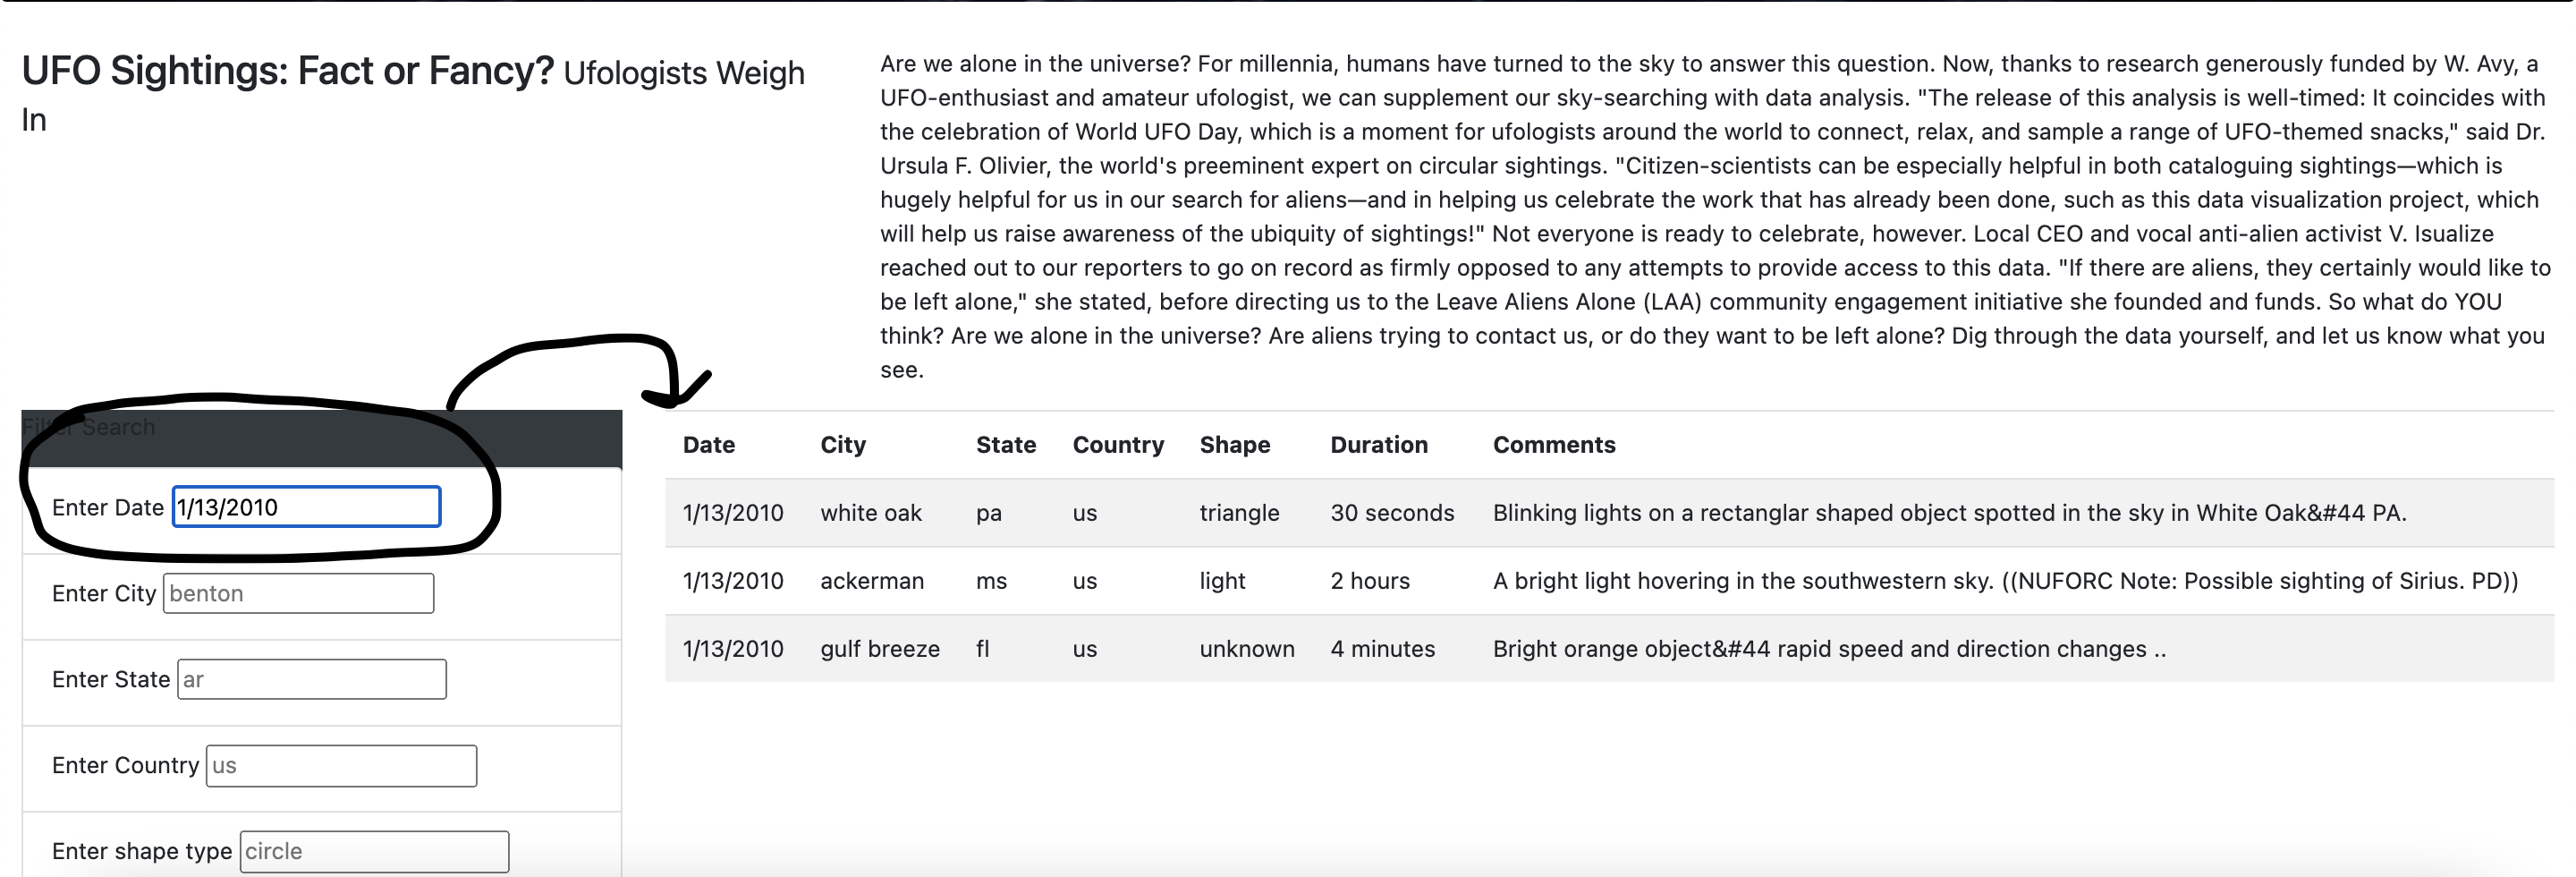 UFO Sightings: Fact or Fancy? Ufologists Weigh
In
Are we alone in the universe? For millennia, humans have turned to the sky to answer this question. Now, thanks to research generously funded by W. Avy, a
UFO-enthusiast and amateur ufologist, we can supplement our sky-searching with data analysis. "The release of this analysis is well-timed: It coincides with
the celebration of World UFO Day, which is a moment for ufologists around the world to connect, relax, and sample a range of UFO-themed snacks," said Dr.
Ursula F. Olivier, the world's preeminent expert on circular sightings. "Citizen-scientists can be especially helpful in both cataloguing sightings—which is
hugely helpful for us in our search for aliens—and in helping us celebrate the work that has already been done, such as this data visualization project, which
will help us raise awareness of the ubiquity of sightings!" Not everyone is ready to celebrate, however. Local CEO and vocal anti-alien activist V. Isualize
reached out to our reporters to go on record as firmly opposed to any attempts to provide access to this data. "If there are aliens, they certainly would like to
be left alone," she stated, before directing us to the Leave Aliens Alone (LAA) community engagement initiative she founded and funds. So what do YOU
think? Are we alone in the universe? Are aliens trying to contact us, or do they want to be left alone? Dig through the data yourself, and let us know what you
see.
Filter Search
Enter Date 1/13/2010
Enter City benton
Enter State ar
Enter Country us
Enter shape type circle
Date City State Country Shape Duration Comments
1/13/2010 white oak pa us triangle 30 seconds Blinking lights on a rectanglar shaped object spotted in the sky in White Oak&#44 PA.
1/13/2010 ackerman ms us light 2 hours A bright light hovering in the southwestern sky. ((NUFORC Note: Possible sighting of Sirius. PD))
1/13/2010 gulf breeze fl us unknown 4 minutes Bright orange object&#44 rapid speed and direction changes ..